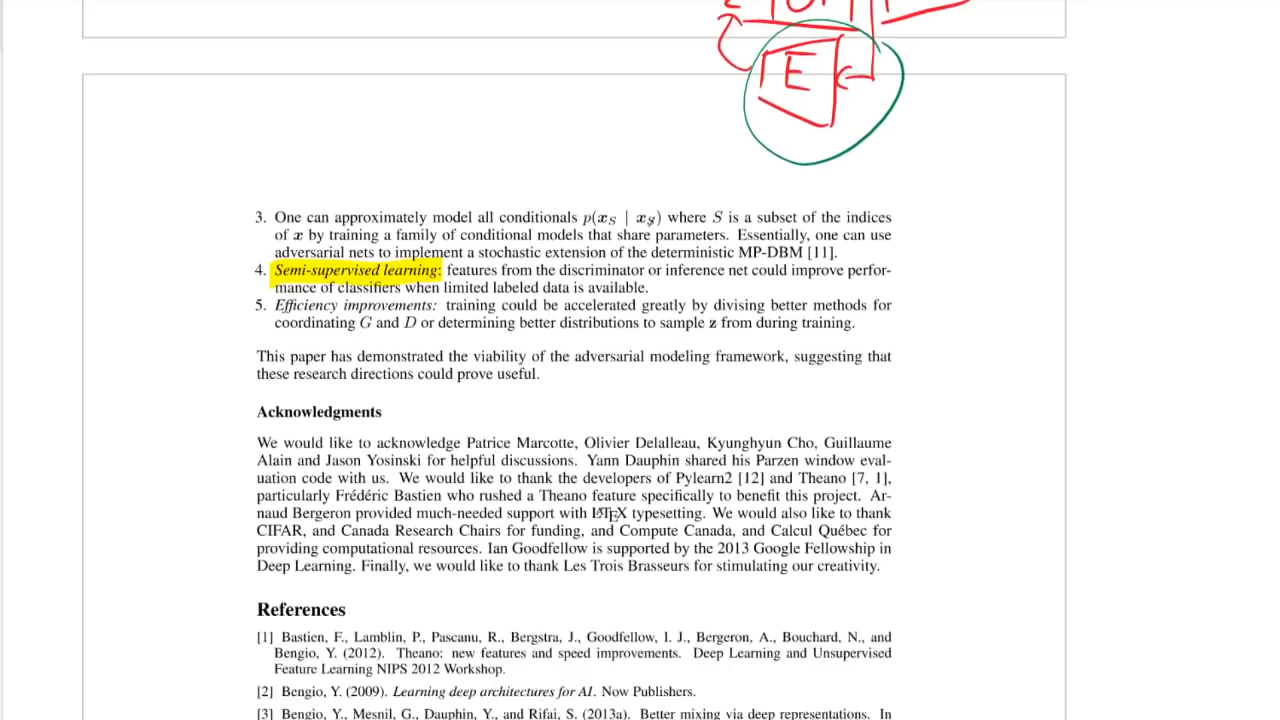 E
3. One can approximately model all conditionals p(x_S | x_S̸) where S is a subset of the indices
of x by training a family of conditional models that share parameters. Essentially, one can use
adversarial nets to implement a stochastic extension of the deterministic MP-DBM [11].
4. Semi-supervised learning: features from the discriminator or inference net could improve perfor-
mance of classifiers when limited labeled data is available.
5. Efficiency improvements: training could be accelerated greatly by divising better methods for
coordinating G and D or determining better distributions to sample z from during training.
This paper has demonstrated the viability of the adversarial modeling framework, suggesting that
these research directions could prove useful.
Acknowledgments
We would like to acknowledge Patrice Marcotte, Olivier Delalleau, Kyunghyun Cho, Guillaume
Alain and Jason Yosinski for helpful discussions. Yann Dauphin shared his Parzen window eval-
uation code with us. We would like to thank the developers of Pylearn2 [12] and Theano [7, 1],
particularly Frédéric Bastien who rushed a Theano feature specifically to benefit this project. Ar-
naud Bergeron provided much-needed support with LATEX typesetting. We would also like to thank
CIFAR, and Canada Research Chairs for funding, and Compute Canada, and Calcul Québec for
providing computational resources. Ian Goodfellow is supported by the 2013 Google Fellowship in
Deep Learning. Finally, we would like to thank Les Trois Brasseurs for stimulating our creativity.
References
[1] Bastien, F., Lamblin, P., Pascanu, R., Bergstra, J., Goodfellow, I. J., Bergeron, A., Bouchard, N., and
Bengio, Y. (2012). Theano: new features and speed improvements. Deep Learning and Unsupervised
Feature Learning NIPS 2012 Workshop.
[2] Bengio, Y. (2009). Learning deep architectures for AI. Now Publishers.
[3] Bengio, Y., Mesnil, G., Dauphin, Y., and Rifai, S. (2013a). Better mixing via deep representations. In